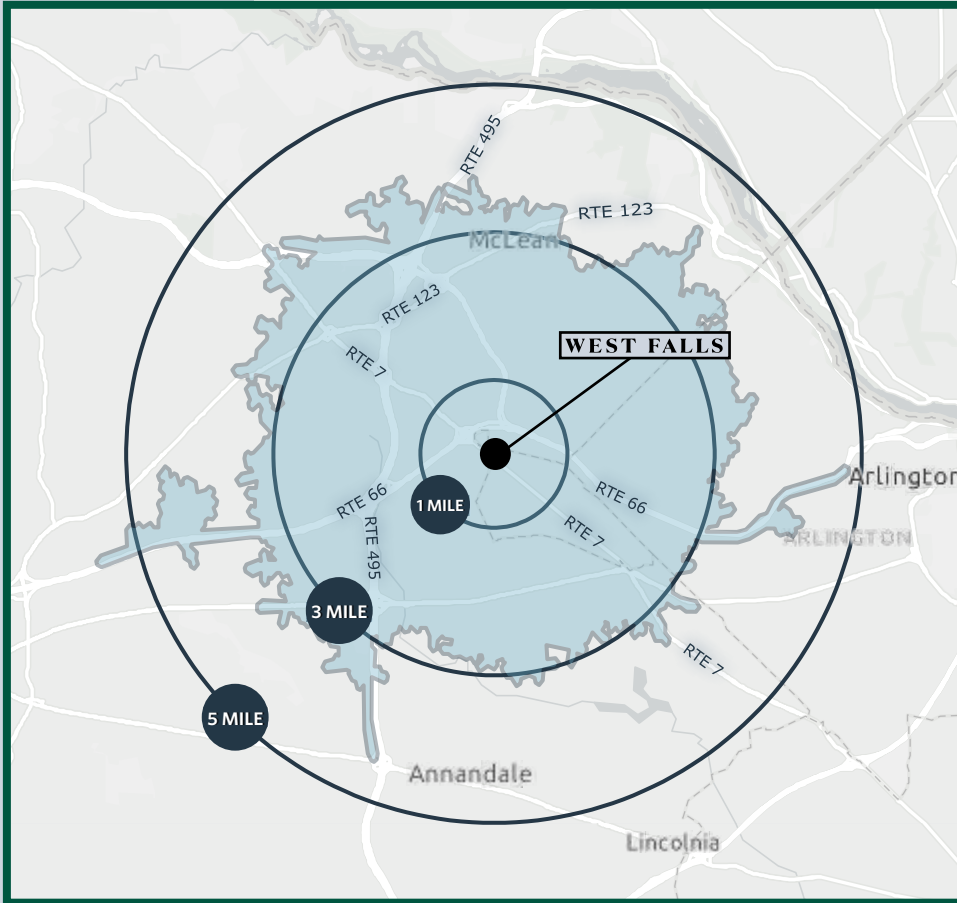 RTE 495
RTE 123
McLean
RTE 123
WEST FALLS
RTE 7
Arlington
RTE 66
RTE 66
1 MILE
RTE 7
RTE 495
ARLINGTON
3 MILE
RTE 7
5 MILE
Annandale
Lincolnia